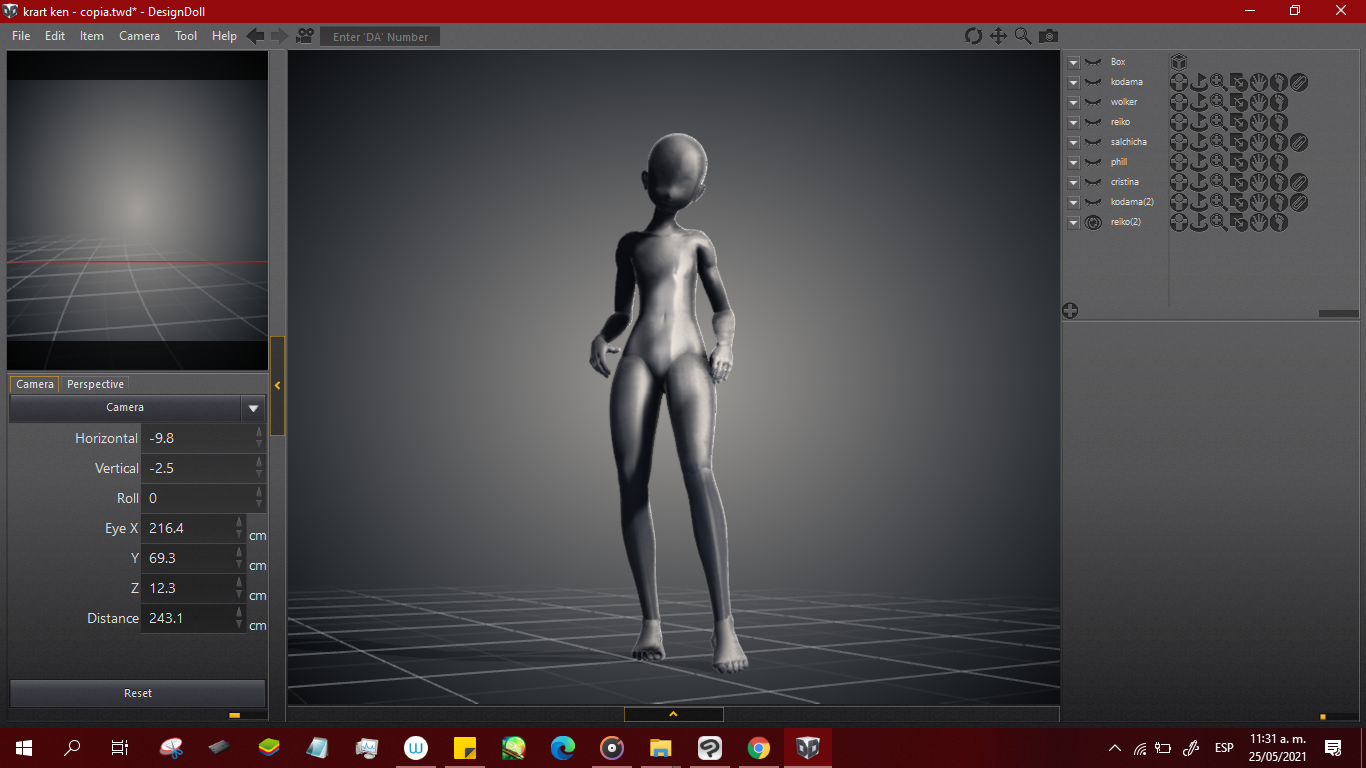 krart ken - copia.twd* - DesignDoll
File Edit Item Camera Tool Help
Enter 'DA' Number
Box
kodama
wolker
reiko
salchicha
phill
cristina
kodama(2)
reiko(2)
Camera Perspective
Camera
Horizontal -9.8
Vertical -2.5
Roll 0
Eye X 216.4 cm
Y 69.3 cm
Z 12.3 cm
Distance 243.1 cm
Reset
ESP
11:31 a. m.
25/05/2021